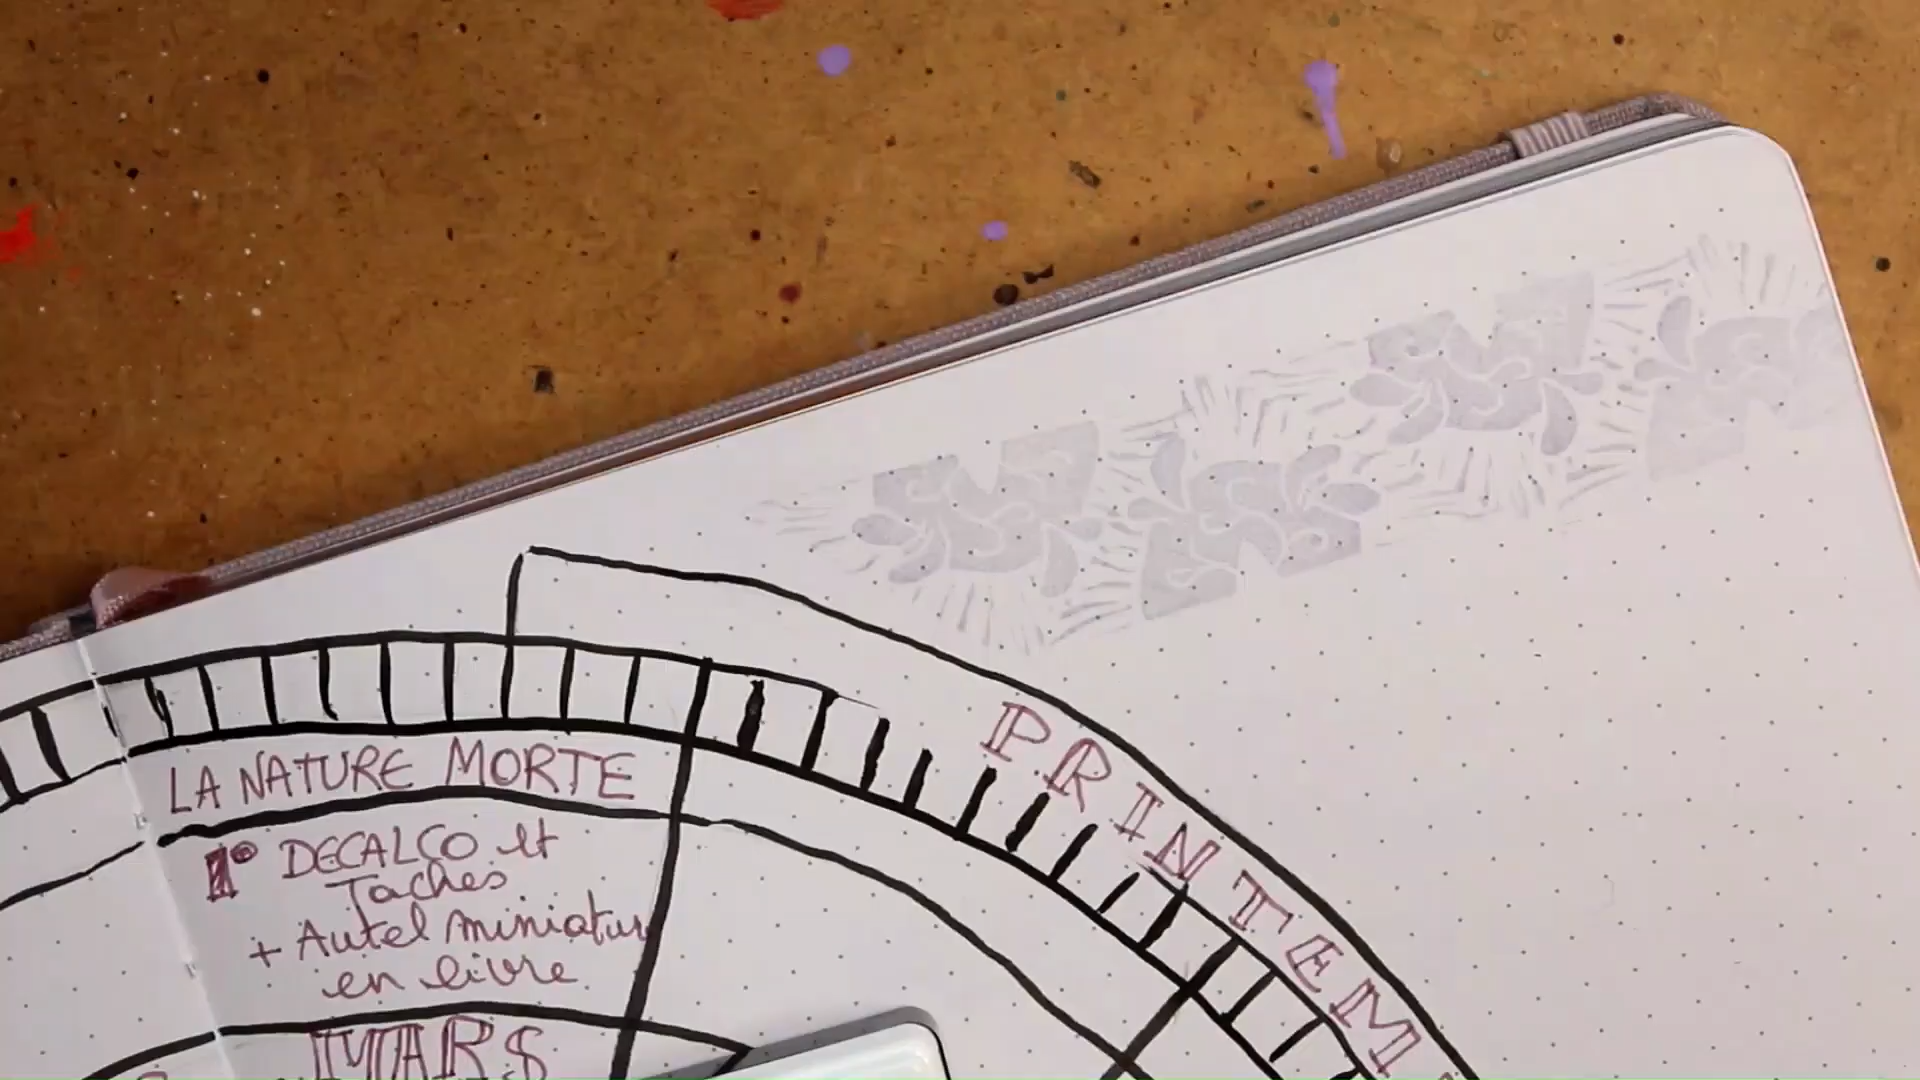 PRINTEM
LA NATURE MORTE
1° DECALCO et
Taches
+ Autel miniatur
en livre
MARS